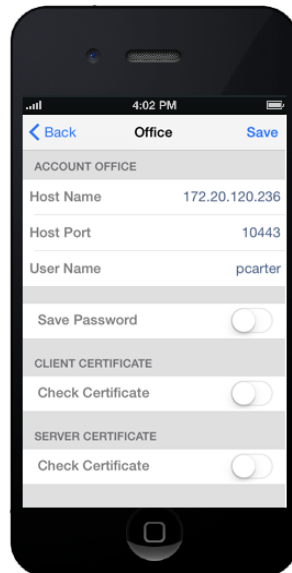 4:02 PM
Back Office Save
ACCOUNT OFFICE
Host Name 172.20.120.236
Host Port 10443
User Name pcarter
Save Password
CLIENT CERTIFICATE
Check Certificate
SERVER CERTIFICATE
Check Certificate